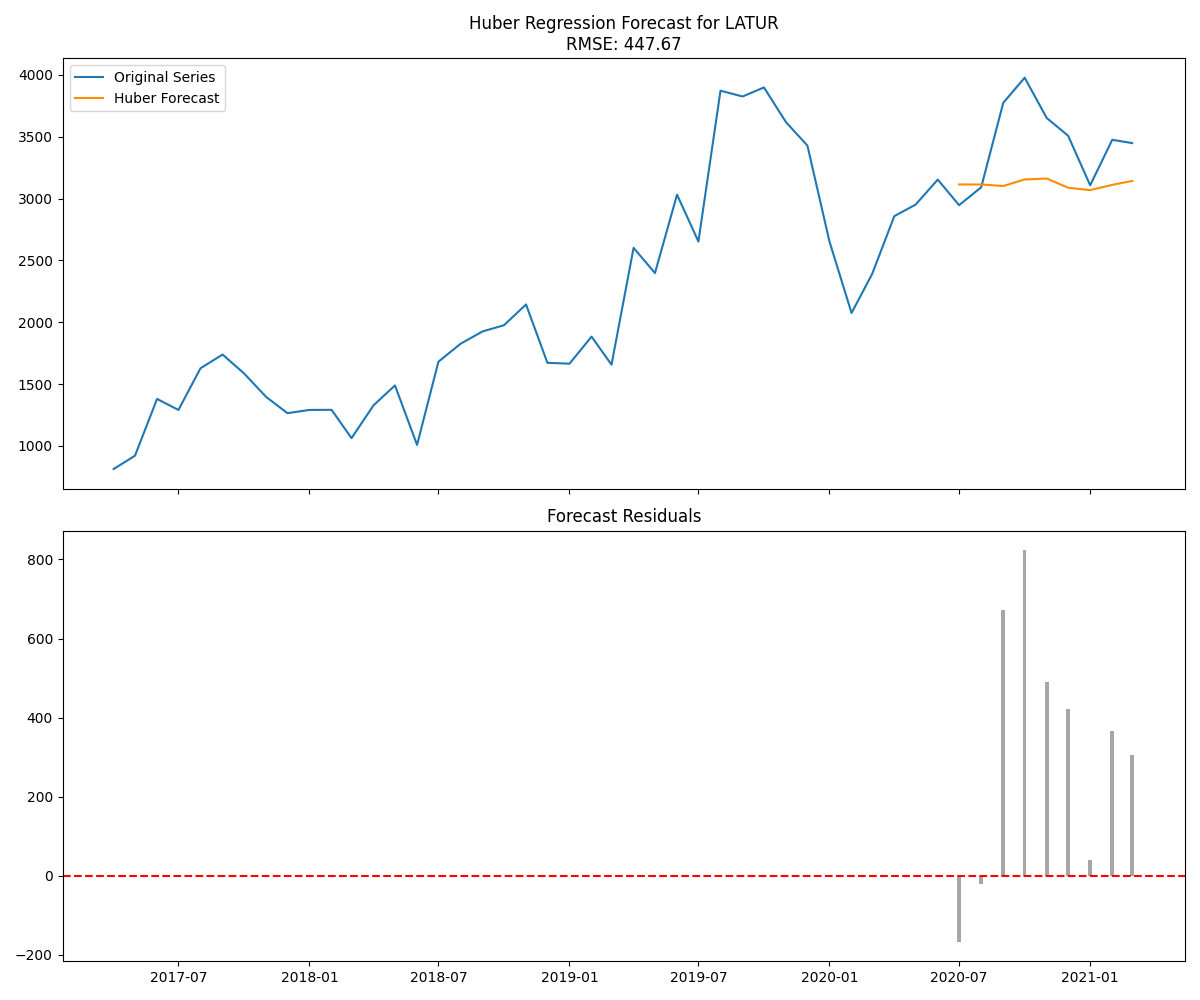 Huber Regression Forecast for LATUR
RMSE: 447.67
Original Series
Huber Forecast
4000
3500
3000
2500
2000
1500
1000
Forecast Residuals
800
600
400
200
0
−200
2017-07 2018-01 2018-07 2019-01 2019-07 2020-01 2020-07 2021-01